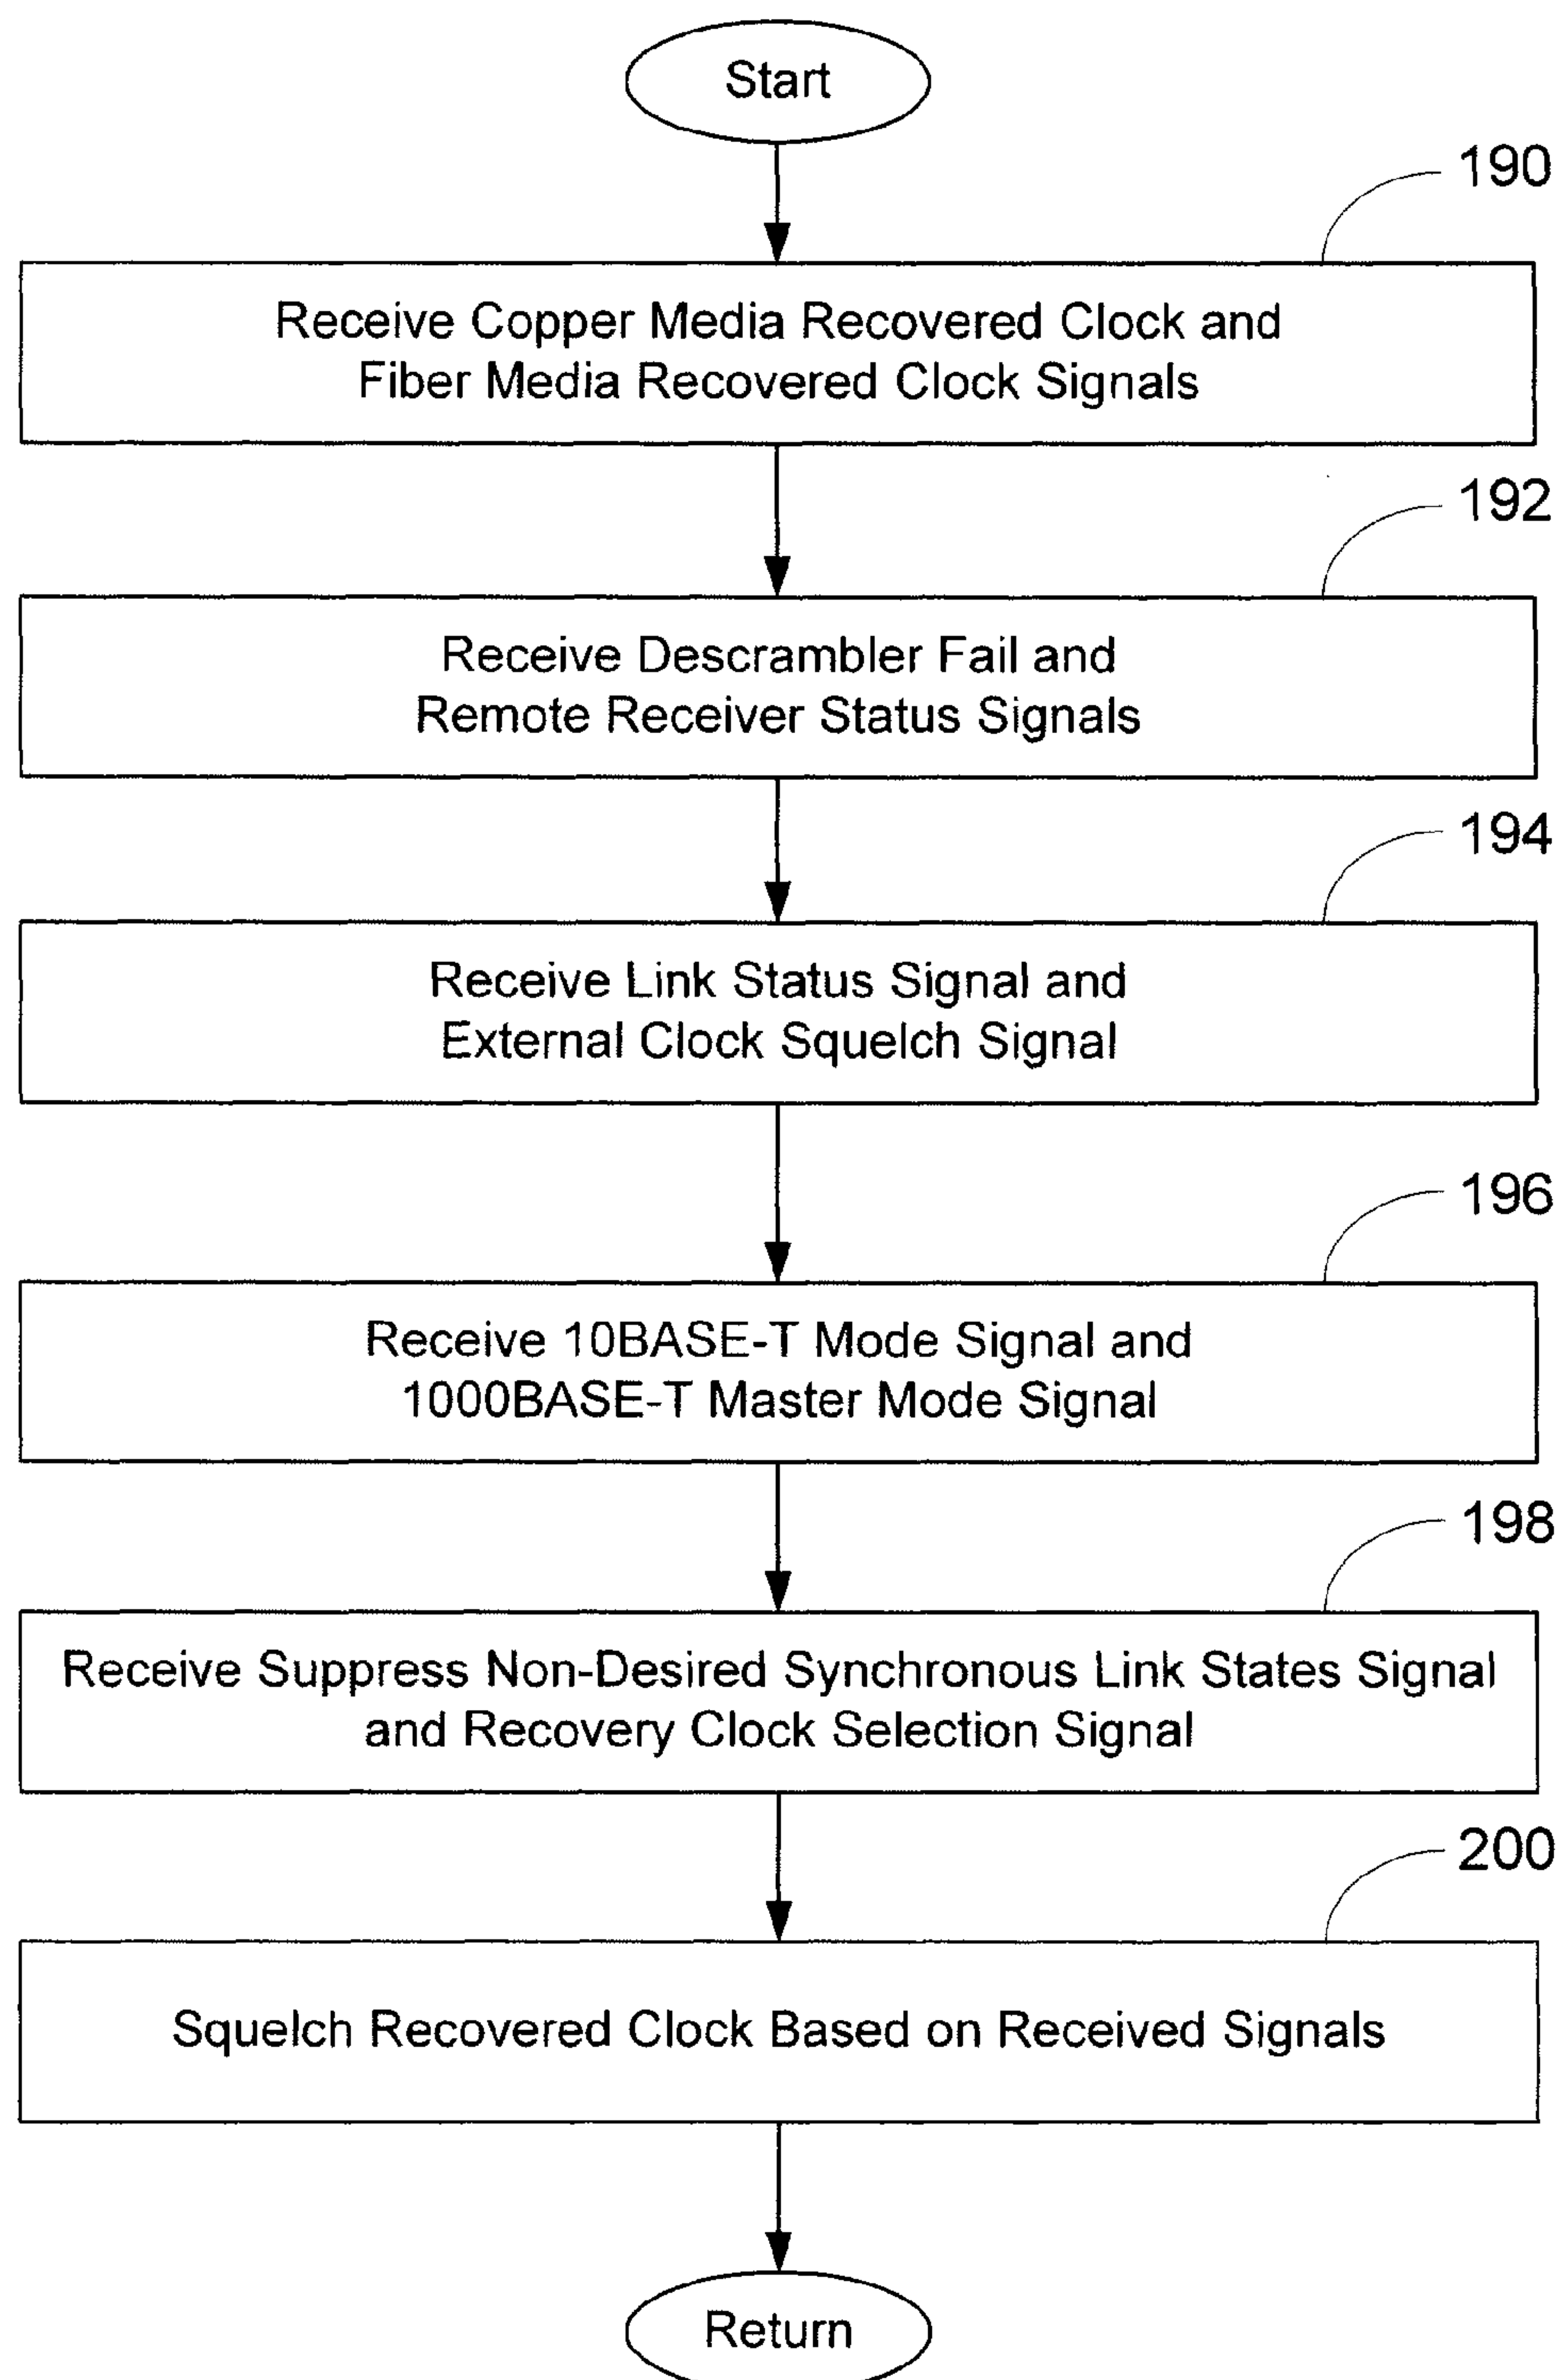 Start
190
Receive Copper Media Recovered Clock and
Fiber Media Recovered Clock Signals
192
Receive Descrambler Fail and
Remote Receiver Status Signals
194
Receive Link Status Signal and
External Clock Squelch Signal
196
Receive 10BASE-T Mode Signal and
1000BASE-T Master Mode Signal
198
Receive Suppress Non-Desired Synchronous Link States Signal
and Recovery Clock Selection Signal
200
Squelch Recovered Clock Based on Received Signals
Return